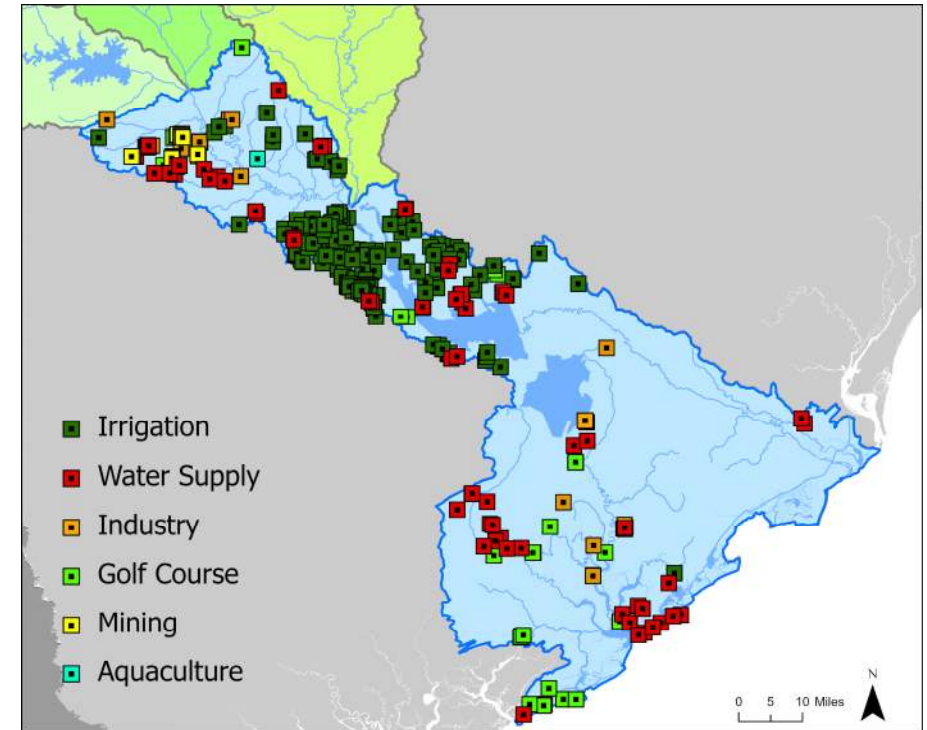 Irrigation
Water Supply
Industry
Golf Course
Mining
Aquaculture
N
0 5 10 Miles